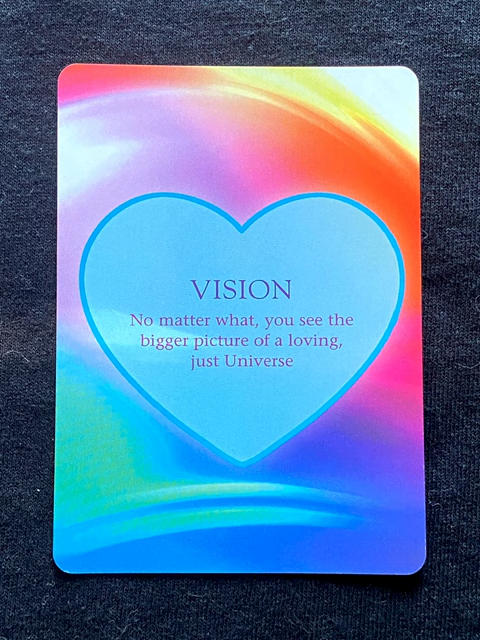 VISION
No matter what, you see the
bigger picture of a loving,
just Universe